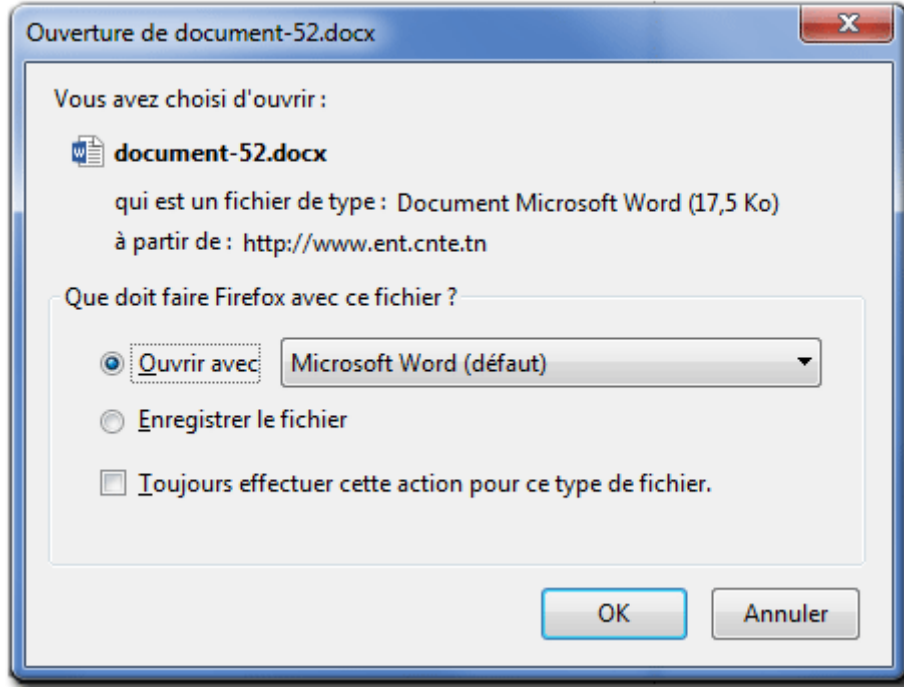 Ouverture de document-52.docx
Vous avez choisi d'ouvrir :
document-52.docx
qui est un fichier de type : Document Microsoft Word (17,5 Ko)
à partir de : http://www.ent.cnte.tn
Que doit faire Firefox avec ce fichier ?
Ouvrir avec Microsoft Word (défaut)
Enregistrer le fichier
Toujours effectuer cette action pour ce type de fichier.
OK Annuler